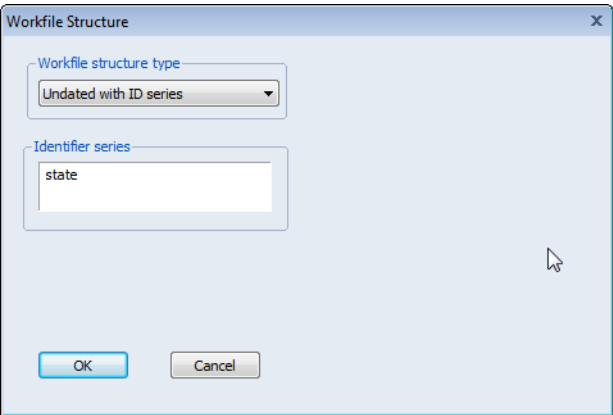 Workfile Structure
x
Workfile structure type
Undated with ID series
Identifier series
state
OK
Cancel